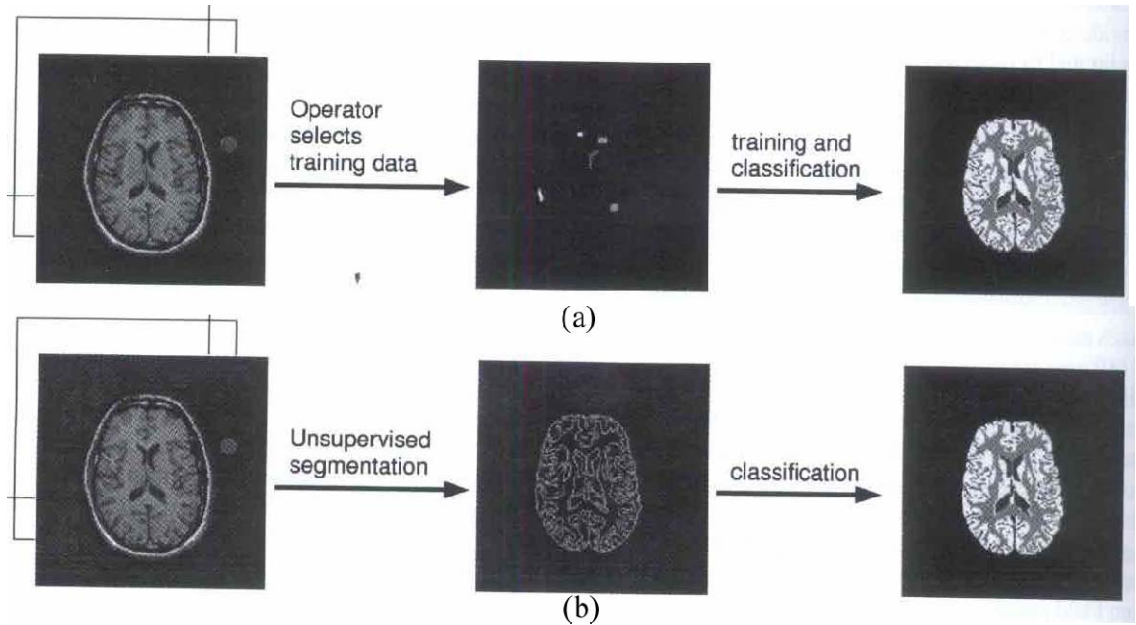 Operator
selects
training data
training and
classification
(a)
Unsupervised
segmentation
classification
(b)